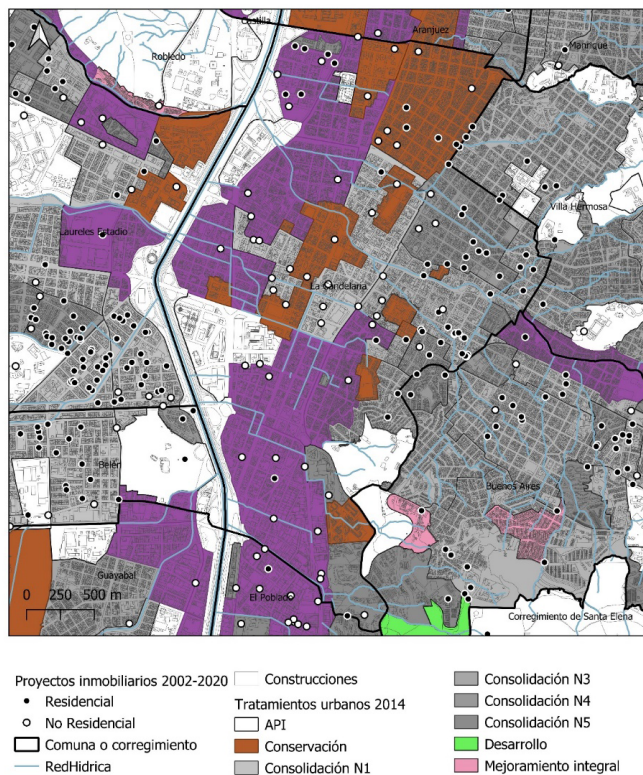 Castilla
Aranjuez
Robledo
Manrique
Villa Hermosa
Laureles Estadio
La Candelaria
Belén
Buenos Aires
Guayabal
0 250 500 m
El Poblado
Corregimiento de Santa Elena
Proyectos inmobiliarios 2002-2020
Residencial
No Residencial
Comuna o corregimiento
RedHidrica
Construcciones
Tratamientos urbanos 2014
API
Conservación
Consolidación N1
Consolidación N3
Consolidación N4
Consolidación N5
Desarrollo
Mejoramiento integral